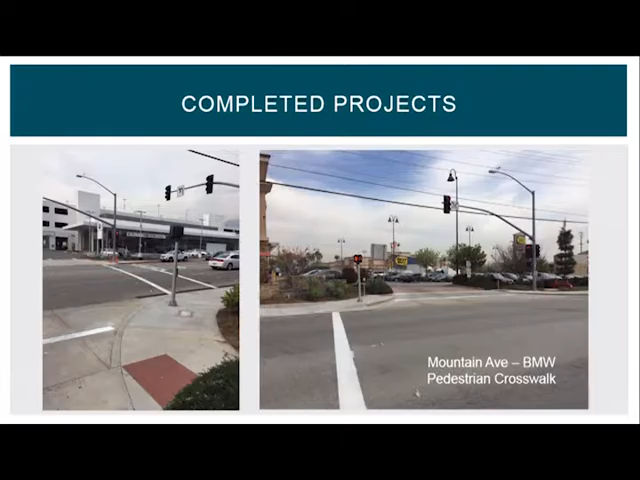 COMPLETED PROJECTS
Mountain Ave – BMW
Pedestrian Crosswalk